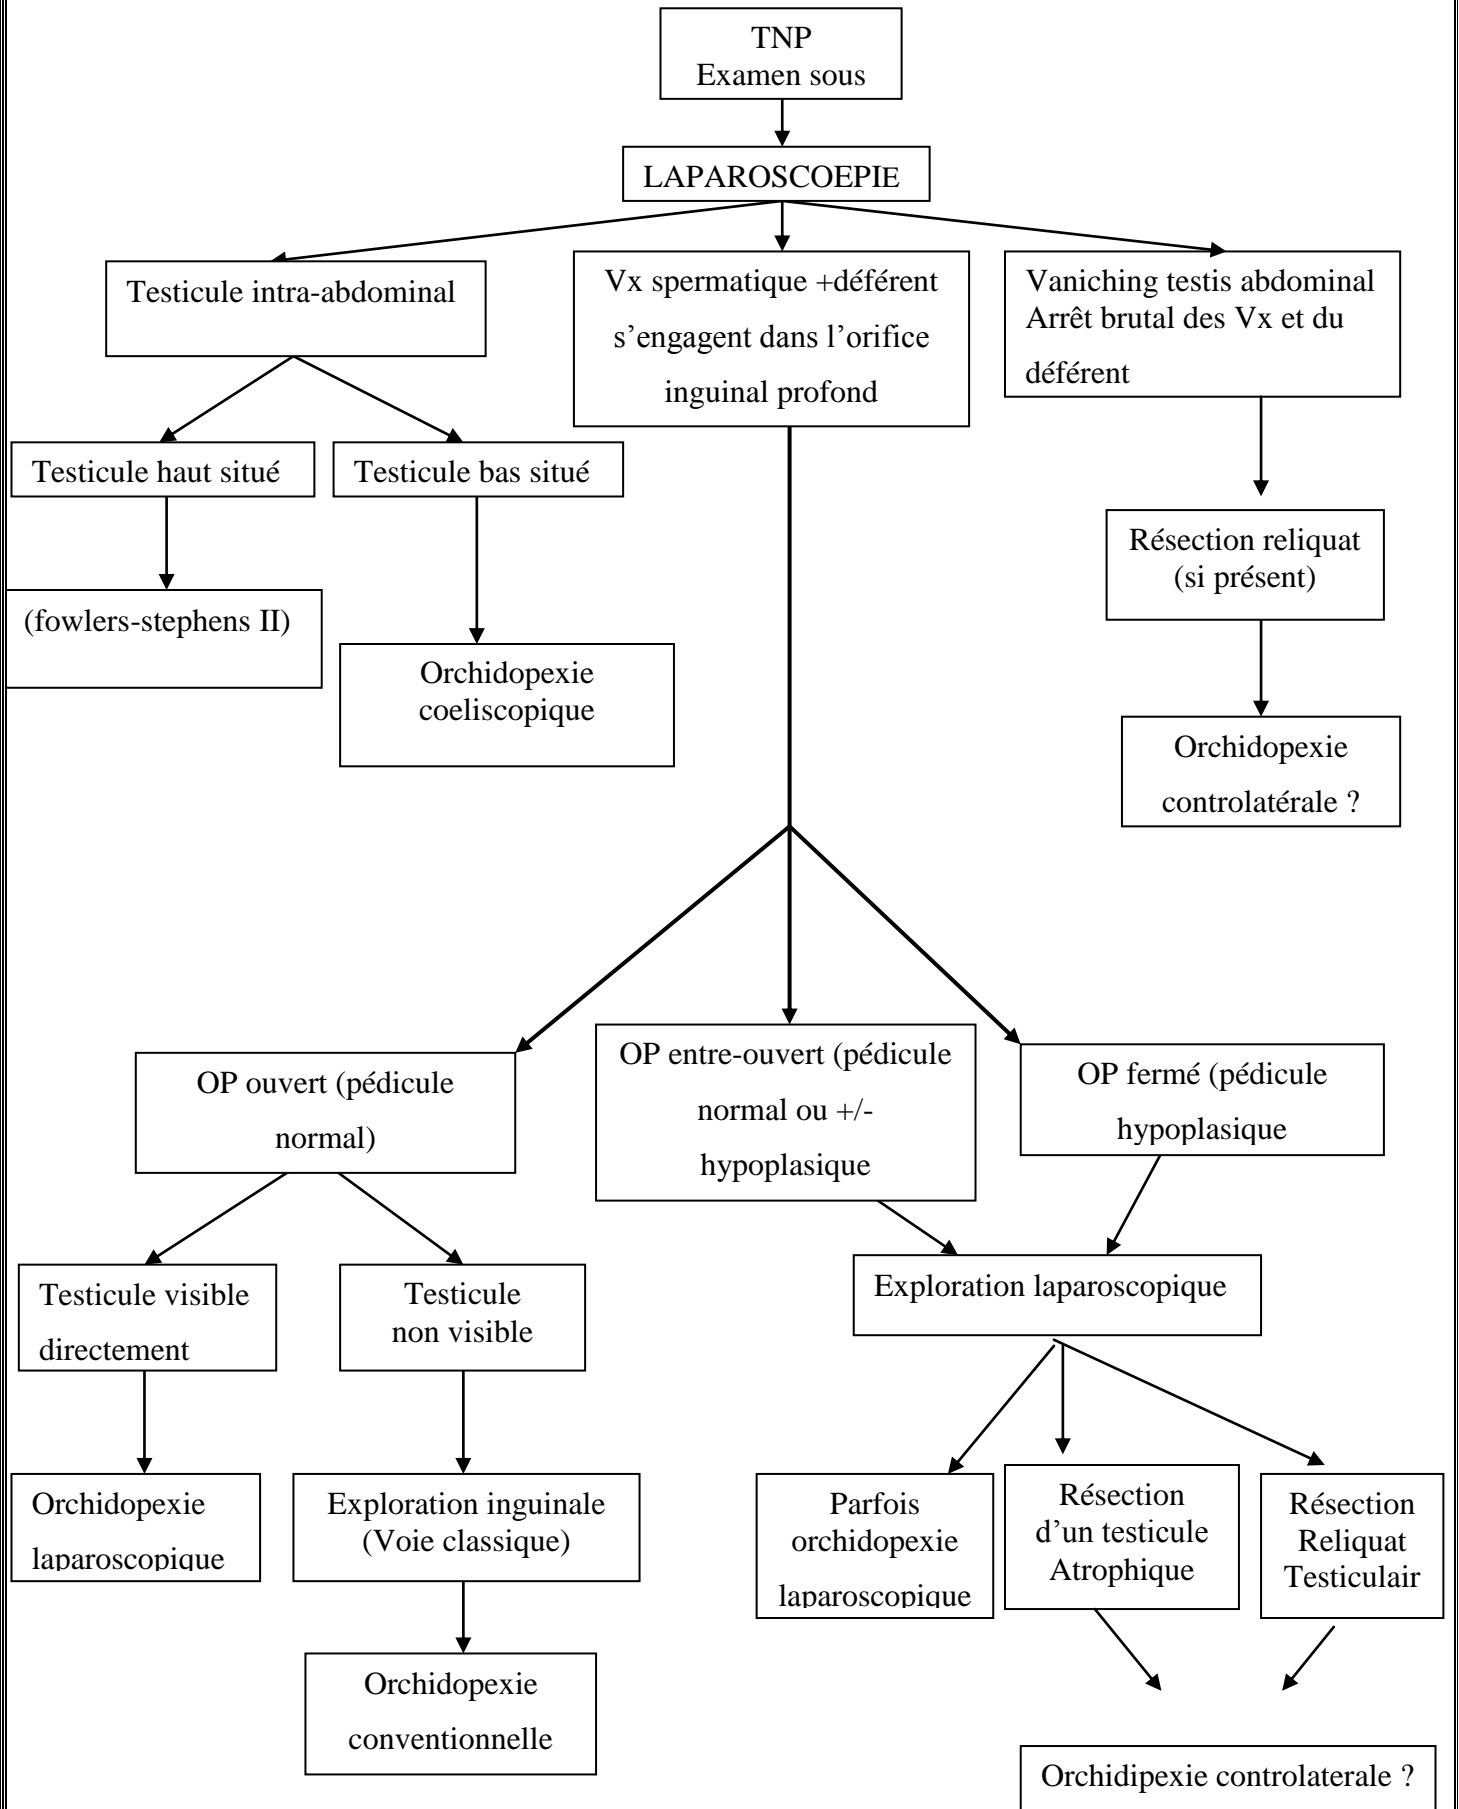 TNP
Examen sous
LAPAROSCOEPIE
Testicule intra-abdominal
Vx spermatique +déférent
s’engagent dans l’orifice
inguinal profond
Vaniching testis abdominal
Arrêt brutal des Vx et du
déférent
Testicule haut situé
Testicule bas situé
Résection reliquat
(si présent)
(fowlers-stephens II)
Orchidopexie
coeliscopique
Orchidopexie
controlatérale ?
OP ouvert (pédicule
normal)
OP entre-ouvert (pédicule
normal ou +/-
hypoplasique
OP fermé (pédicule
hypoplasique
Testicule visible
directement
Testicule
non visible
Exploration laparoscopique
Orchidopexie
laparoscopique
Exploration inguinale
(Voie classique)
Parfois
orchidopexie
laparoscopique
Résection
d’un testicule
Atrophique
Résection
Reliquat
Testiculair
Orchidopexie
conventionnelle
Orchidipexie controlaterale ?